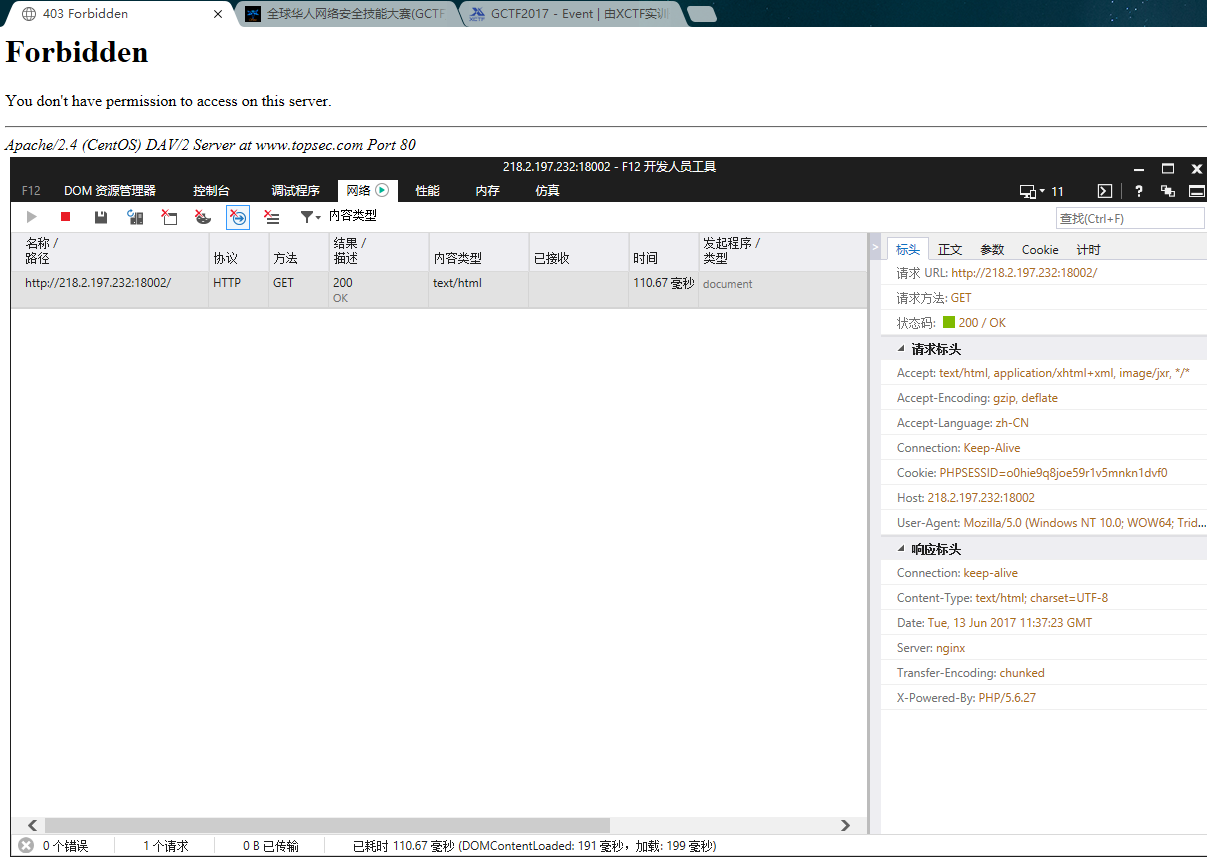 403 Forbidden
全球华人网络安全技能大赛(GCTF
GCTF2017 - Event | 由XCTF实训
Forbidden
You don't have permission to access on this server.
Apache/2.4 (CentOS) DAV/2 Server at www.topsec.com Port 80
218.2.197.232:18002 - F12 开发人员工具
F12 DOM 资源管理器 控制台 调试程序 网络 性能 内存 仿真 11 ?
内容类型 查找(Ctrl+F)
名称 / 路径 协议 方法 结果 / 描述 内容类型 已接收 时间 发起程序 / 类型
http://218.2.197.232:18002/ HTTP GET 200 text/html 110.67 毫秒 document
OK
标头 正文 参数 Cookie 计时
请求 URL: http://218.2.197.232:18002/
请求方法: GET
状态码: 200 / OK
请求标头
Accept: text/html, application/xhtml+xml, image/jxr, */*
Accept-Encoding: gzip, deflate
Accept-Language: zh-CN
Connection: Keep-Alive
Cookie: PHPSESSID=o0hie9q8joe59r1v5mnkn1dvf0
Host: 218.2.197.232:18002
User-Agent: Mozilla/5.0 (Windows NT 10.0; WOW64; Trid...
响应标头
Connection: keep-alive
Content-Type: text/html; charset=UTF-8
Date: Tue, 13 Jun 2017 11:37:23 GMT
Server: nginx
Transfer-Encoding: chunked
X-Powered-By: PHP/5.6.27
0 个错误 1 个请求 0 B 已传输 已耗时 110.67 毫秒 (DOMContentLoaded: 191 毫秒，加载: 199 毫秒)